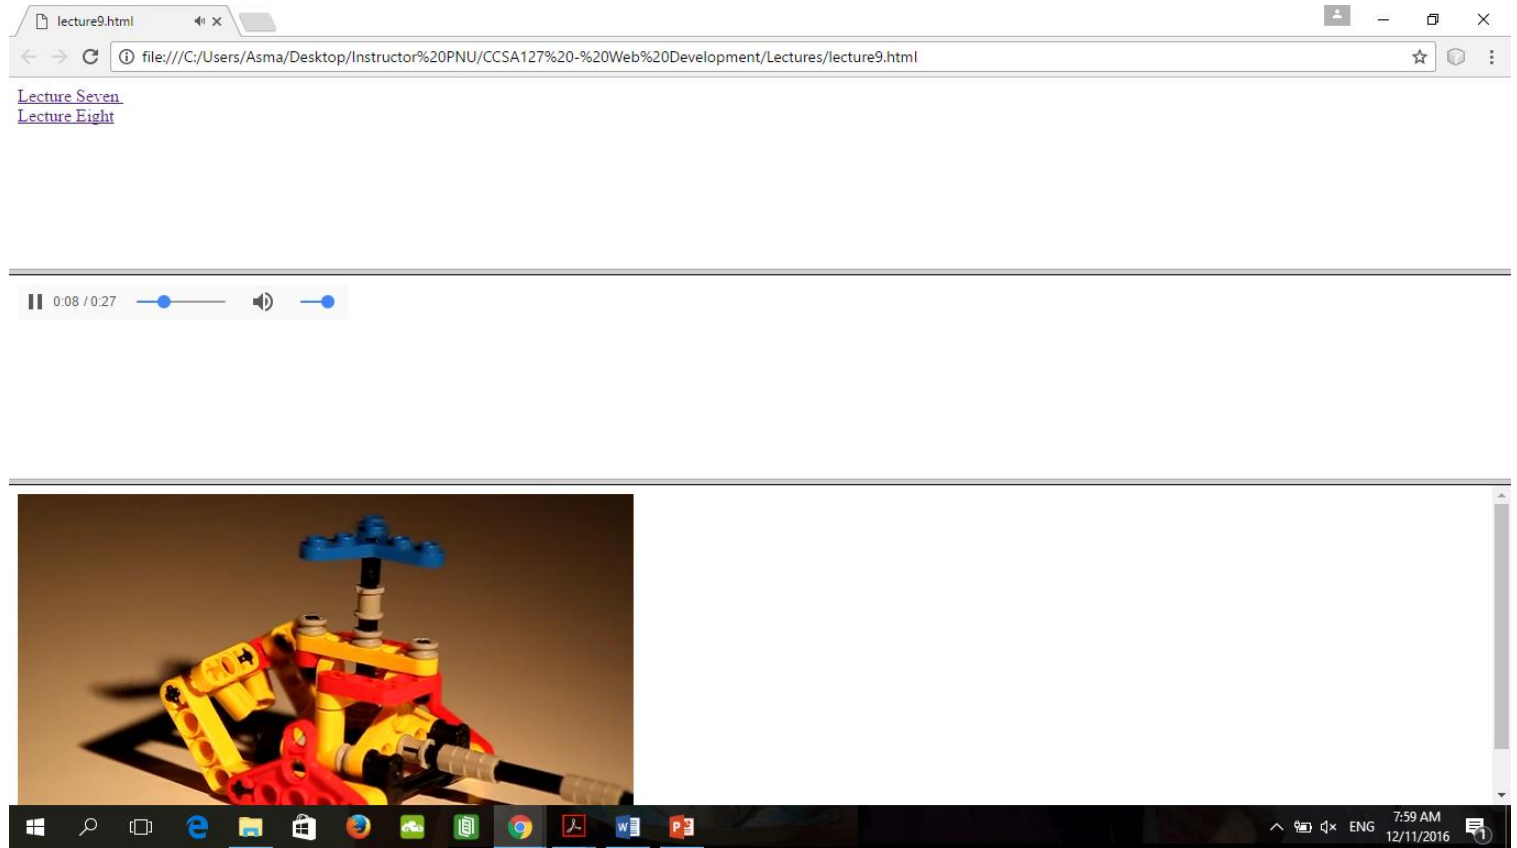 lecture9.html
file:///C:/Users/Asma/Desktop/Instructor%20PNU/CCSA127%20-%20Web%20Development/Lectures/lecture9.html
Lecture Seven
Lecture Eight
0:08 / 0:27
ENG
7:59 AM
12/11/2016
1